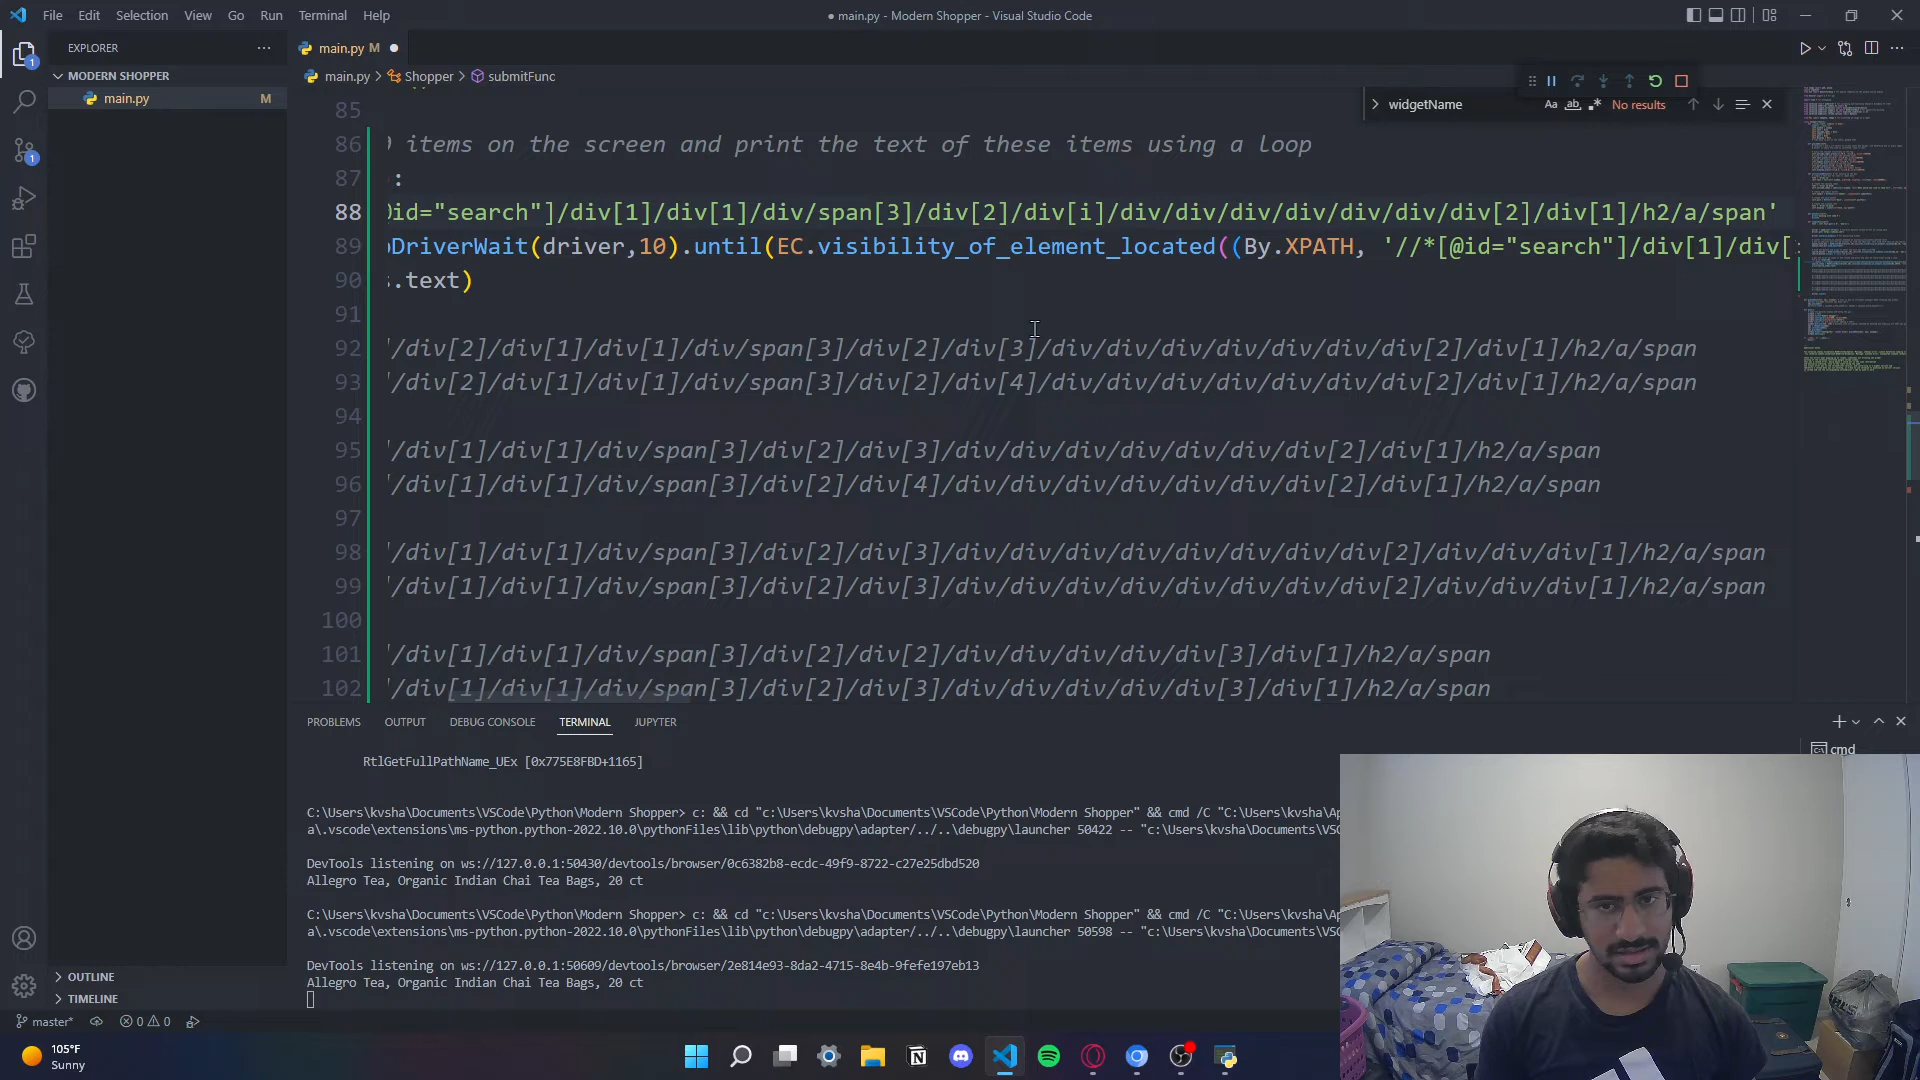 File Edit Selection View Go Run Terminal Help
● main.py - Modern Shopper - Visual Studio Code
EXPLORER
main.py M
MODERN SHOPPER
main.py M
main.py > Shopper > submitFunc
widgetName
Aa ab No results
85
86 items on the screen and print the text of these items using a loop
87 :
88 id="search"]/div[1]/div[1]/div/span[3]/div[2]/div[i]/div/div/div/div/div/div/div[2]/div[1]/h2/a/span'
89 DriverWait(driver,10).until(EC.visibility_of_element_located((By.XPATH, '//*[@id="search"]/div[1]/div[
90 .text)
91
92 /div[2]/div[1]/div[1]/div/span[3]/div[2]/div[3]/div/div/div/div/div/div/div[2]/div[1]/h2/a/span
93 /div[2]/div[1]/div[1]/div/span[3]/div[2]/div[4]/div/div/div/div/div/div/div[2]/div[1]/h2/a/span
94
95 /div[1]/div[1]/div/span[3]/div[2]/div[3]/div/div/div/div/div/div/div[2]/div[1]/h2/a/span
96 /div[1]/div[1]/div/span[3]/div[2]/div[4]/div/div/div/div/div/div/div[2]/div[1]/h2/a/span
97
98 /div[1]/div[1]/div/span[3]/div[2]/div[3]/div/div/div/div/div/div/div[2]/div/div/div[1]/h2/a/span
99 /div[1]/div[1]/div/span[3]/div[2]/div[3]/div/div/div/div/div/div/div[2]/div/div/div[1]/h2/a/span
100
101 /div[1]/div[1]/div/span[3]/div[2]/div[2]/div/div/div/div/div[3]/div[1]/h2/a/span
102 /div[1]/div[1]/div/span[3]/div[2]/div[3]/div/div/div/div/div[3]/div[1]/h2/a/span
PROBLEMS OUTPUT DEBUG CONSOLE TERMINAL JUPYTER
cmd
RtlGetFullPathName_UEx [0x775E8FBD+1165]
C:\Users\kvsha\Documents\VSCode\Python\Modern Shopper> c: && cd "c:\Users\kvsha\Documents\VSCode\Python\Modern Shopper" && cmd /C "C:\Users\kvsha\Ap
a\.vscode\extensions\ms-python.python-2022.10.0\pythonFiles\lib\python\debugpy\adapter/../..\debugpy\launcher 50422 -- "c:\Users\kvsha\Documents\VSC
DevTools listening on ws://127.0.0.1:50430/devtools/browser/0c6382b8-ecdc-49f9-8722-c27e25dbd520
Allegro Tea, Organic Indian Chai Tea Bags, 20 ct
C:\Users\kvsha\Documents\VSCode\Python\Modern Shopper> c: && cd "c:\Users\kvsha\Documents\VSCode\Python\Modern Shopper" && cmd /C "C:\Users\kvsha\Ap
a\.vscode\extensions\ms-python.python-2022.10.0\pythonFiles\lib\python\debugpy\adapter/../..\debugpy\launcher 50598 -- "c:\Users\kvsha\Documents\VSC
DevTools listening on ws://127.0.0.1:50609/devtools/browser/2e814e93-8da2-4715-8e4b-9fefe197eb13
Allegro Tea, Organic Indian Chai Tea Bags, 20 ct
OUTLINE
TIMELINE
master* 0 0
105°F
Sunny